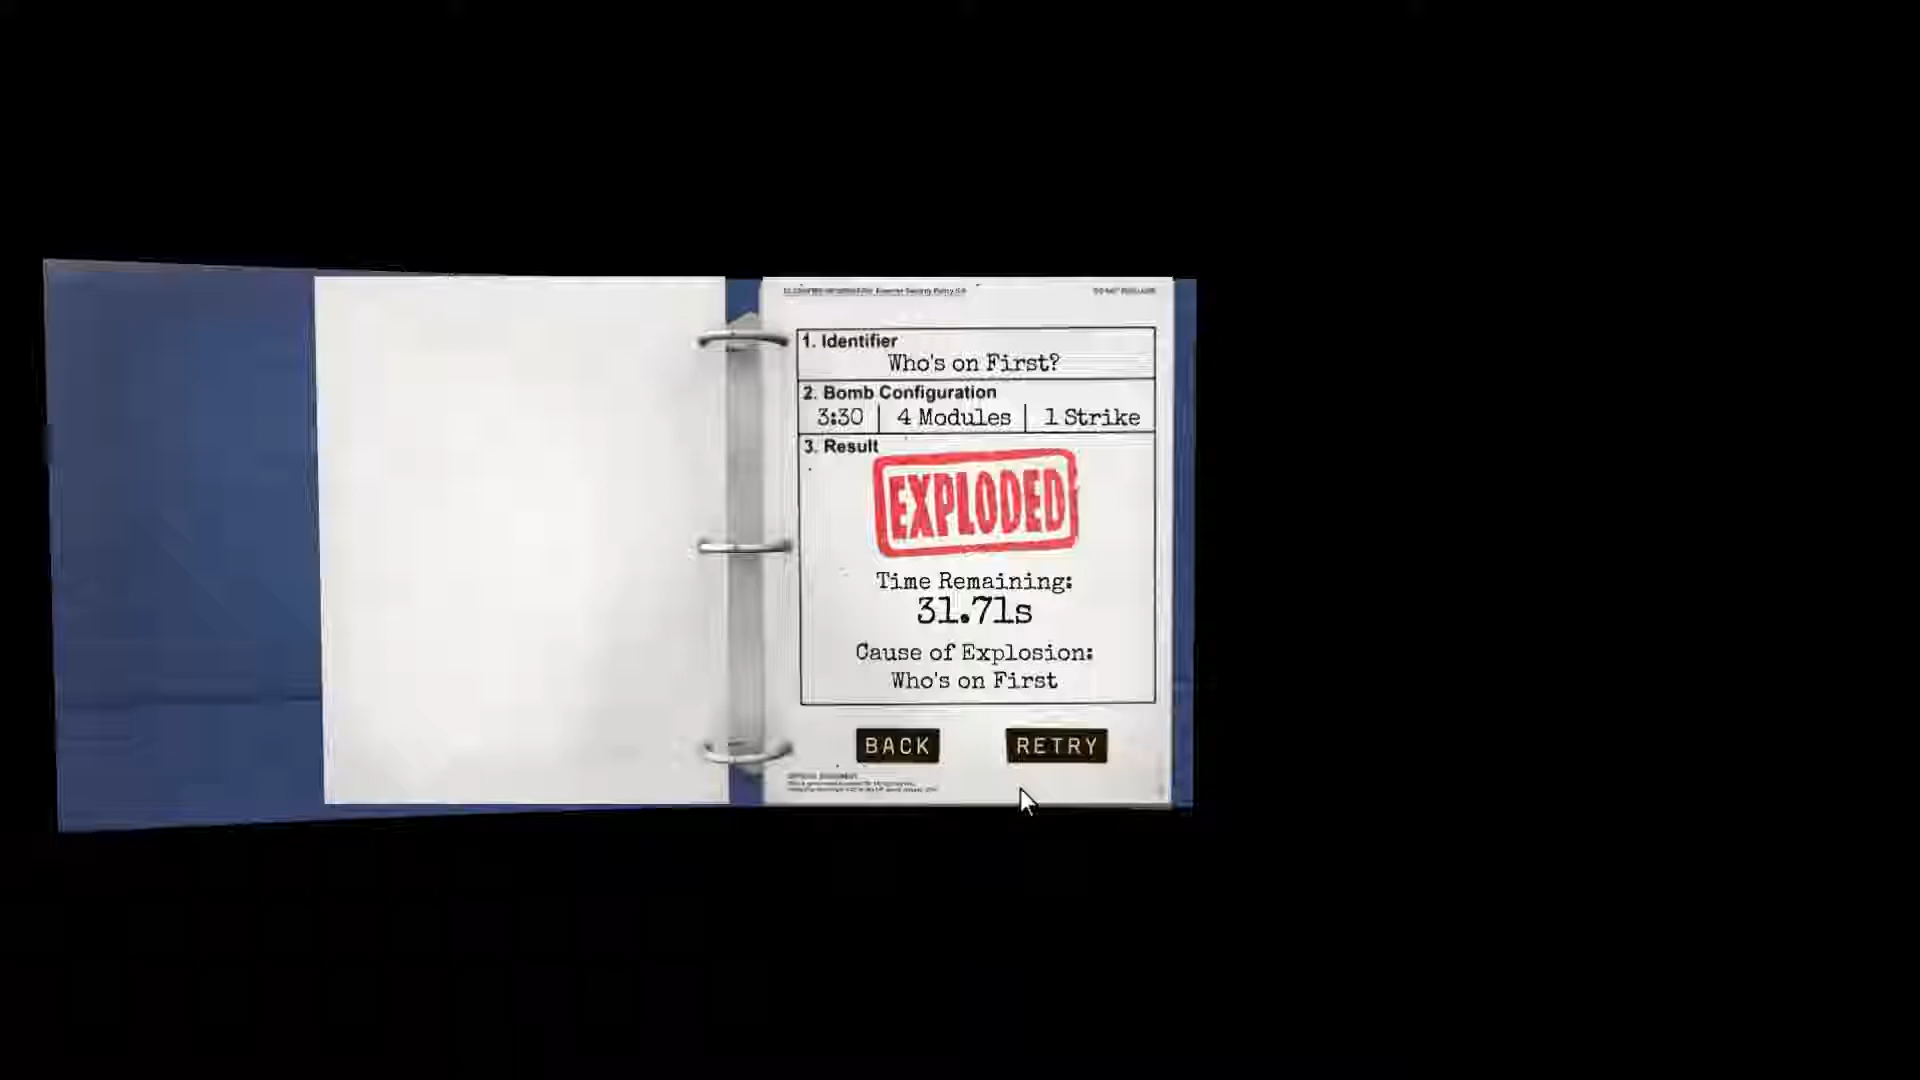 1. Identifier
Who's on First?
2. Bomb Configuration
3:30 | 4 Modules | 1 Strike
3. Result
EXPLODED
Time Remaining:
31.71s
Cause of Explosion:
Who's on First
BACK RETRY